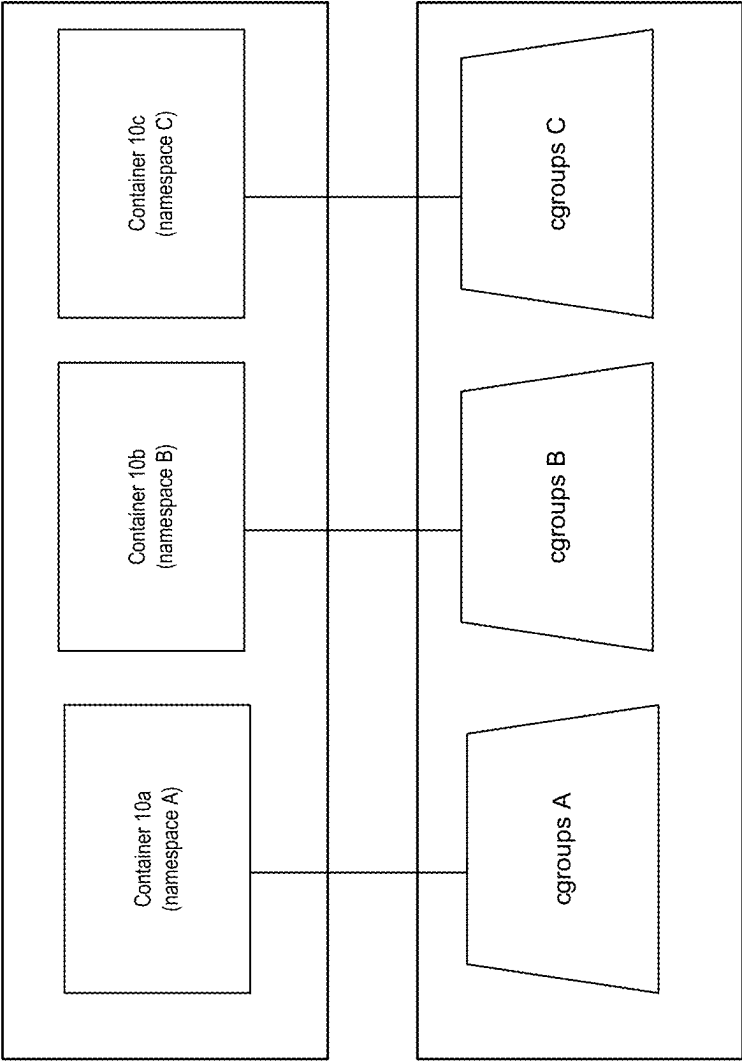 Container 10a
(namespace A)
Container 10b
(namespace B)
Container 10c
(namespace C)
cgroups A
cgroups B
cgroups C